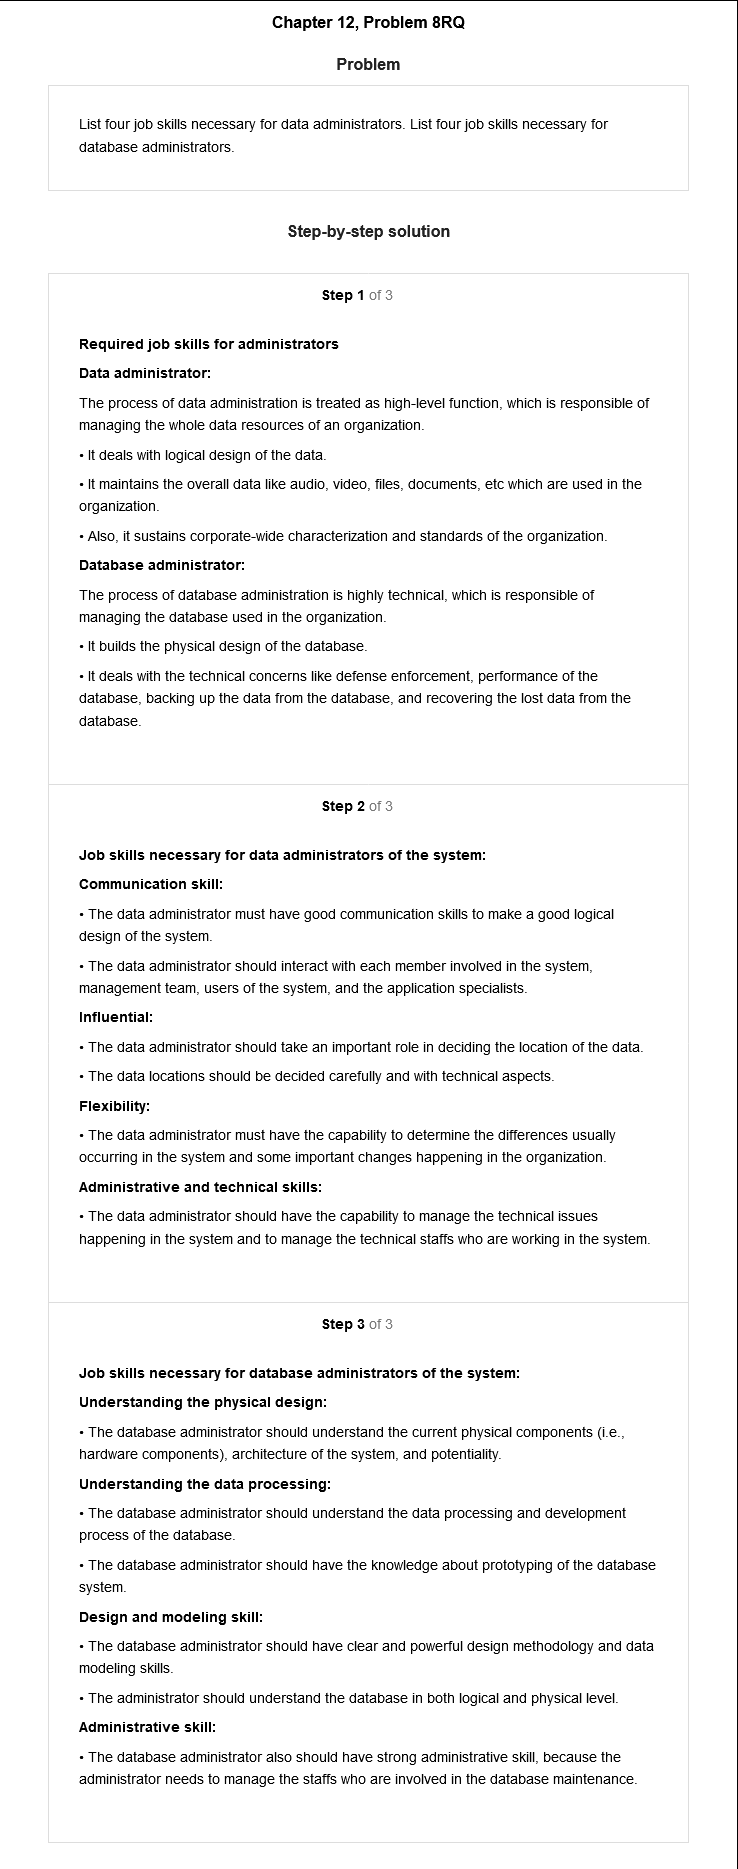 Chapter 12, Problem 8RQ
Problem
List four job skills necessary for data administrators. List four job skills necessary for
database administrators.
Step-by-step solution
Step 1 of 3
Required job skills for administrators
Data administrator:
The process of data administration is treated as high-level function, which is responsible of
managing the whole data resources of an organization.
• It deals with logical design of the data.
• It maintains the overall data like audio, video, files, documents, etc which are used in the
organization.
• Also, it sustains corporate-wide characterization and standards of the organization.
Database administrator:
The process of database administration is highly technical, which is responsible of
managing the database used in the organization.
• It builds the physical design of the database.
• It deals with the technical concerns like defense enforcement, performance of the
database, backing up the data from the database, and recovering the lost data from the
database.
Step 2 of 3
Job skills necessary for data administrators of the system:
Communication skill:
• The data administrator must have good communication skills to make a good logical
design of the system.
• The data administrator should interact with each member involved in the system,
management team, users of the system, and the application specialists.
Influential:
• The data administrator should take an important role in deciding the location of the data.
• The data locations should be decided carefully and with technical aspects.
Flexibility:
• The data administrator must have the capability to determine the differences usually
occurring in the system and some important changes happening in the organization.
Administrative and technical skills:
• The data administrator should have the capability to manage the technical issues
happening in the system and to manage the technical staffs who are working in the system.
Step 3 of 3
Job skills necessary for database administrators of the system:
Understanding the physical design:
• The database administrator should understand the current physical components (i.e.,
hardware components), architecture of the system, and potentiality.
Understanding the data processing:
• The database administrator should understand the data processing and development
process of the database.
• The database administrator should have the knowledge about prototyping of the database
system.
Design and modeling skill:
• The database administrator should have clear and powerful design methodology and data
modeling skills.
• The administrator should understand the database in both logical and physical level.
Administrative skill:
• The database administrator also should have strong administrative skill, because the
administrator needs to manage the staffs who are involved in the database maintenance.